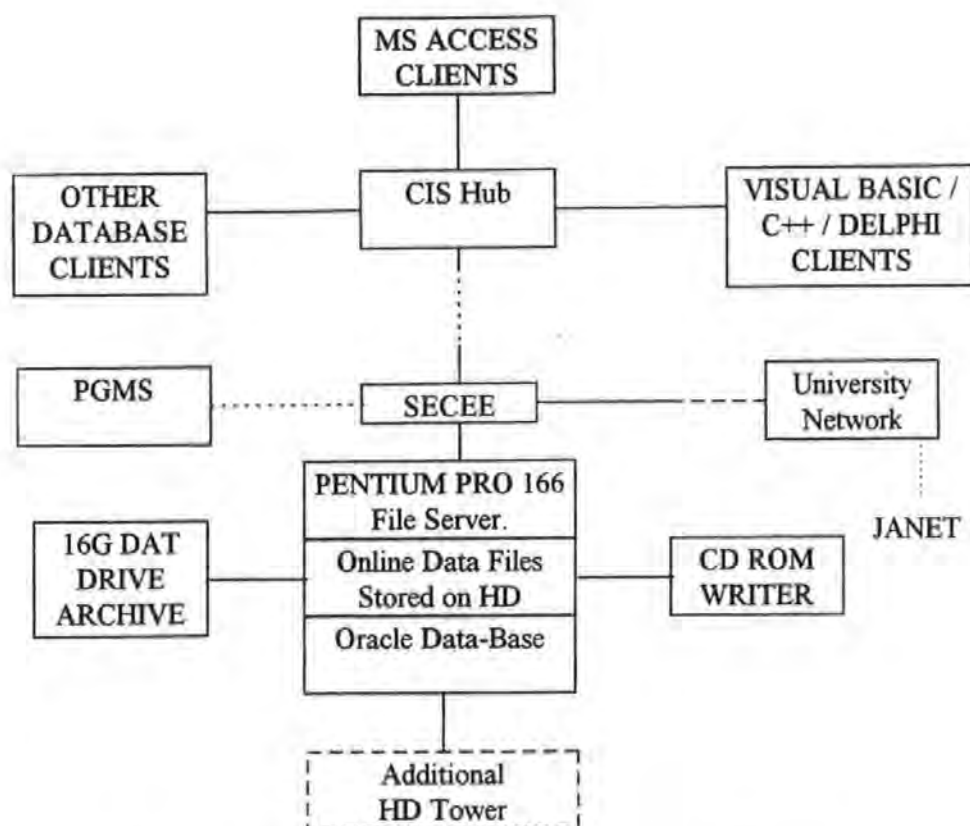 MS ACCESS
CLIENTS
OTHER
DATABASE
CLIENTS
CIS Hub
VISUAL BASIC /
C++ / DELPHI
CLIENTS
PGMS
SECEE
University
Network
JANET
PENTIUM PRO 166
File Server.
Online Data Files
Stored on HD
Oracle Data-Base
16G DAT
DRIVE
ARCHIVE
CD ROM
WRITER
Additional
HD Tower